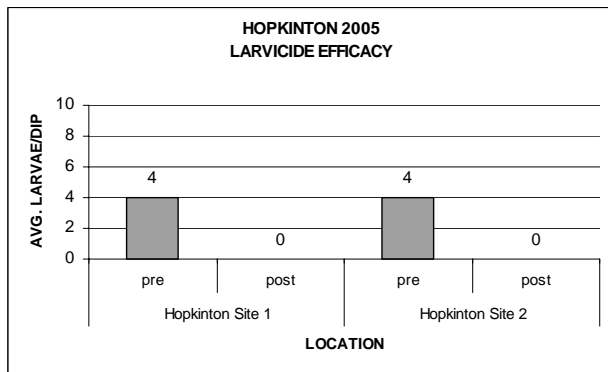 HOPKINTON 2005
LARVICIDE EFFICACY
AVG. LARVAE/DIP
10
8
6
4
2
0
4
0
4
0
pre
post
pre
post
Hopkinton Site 1
Hopkinton Site 2
LOCATION